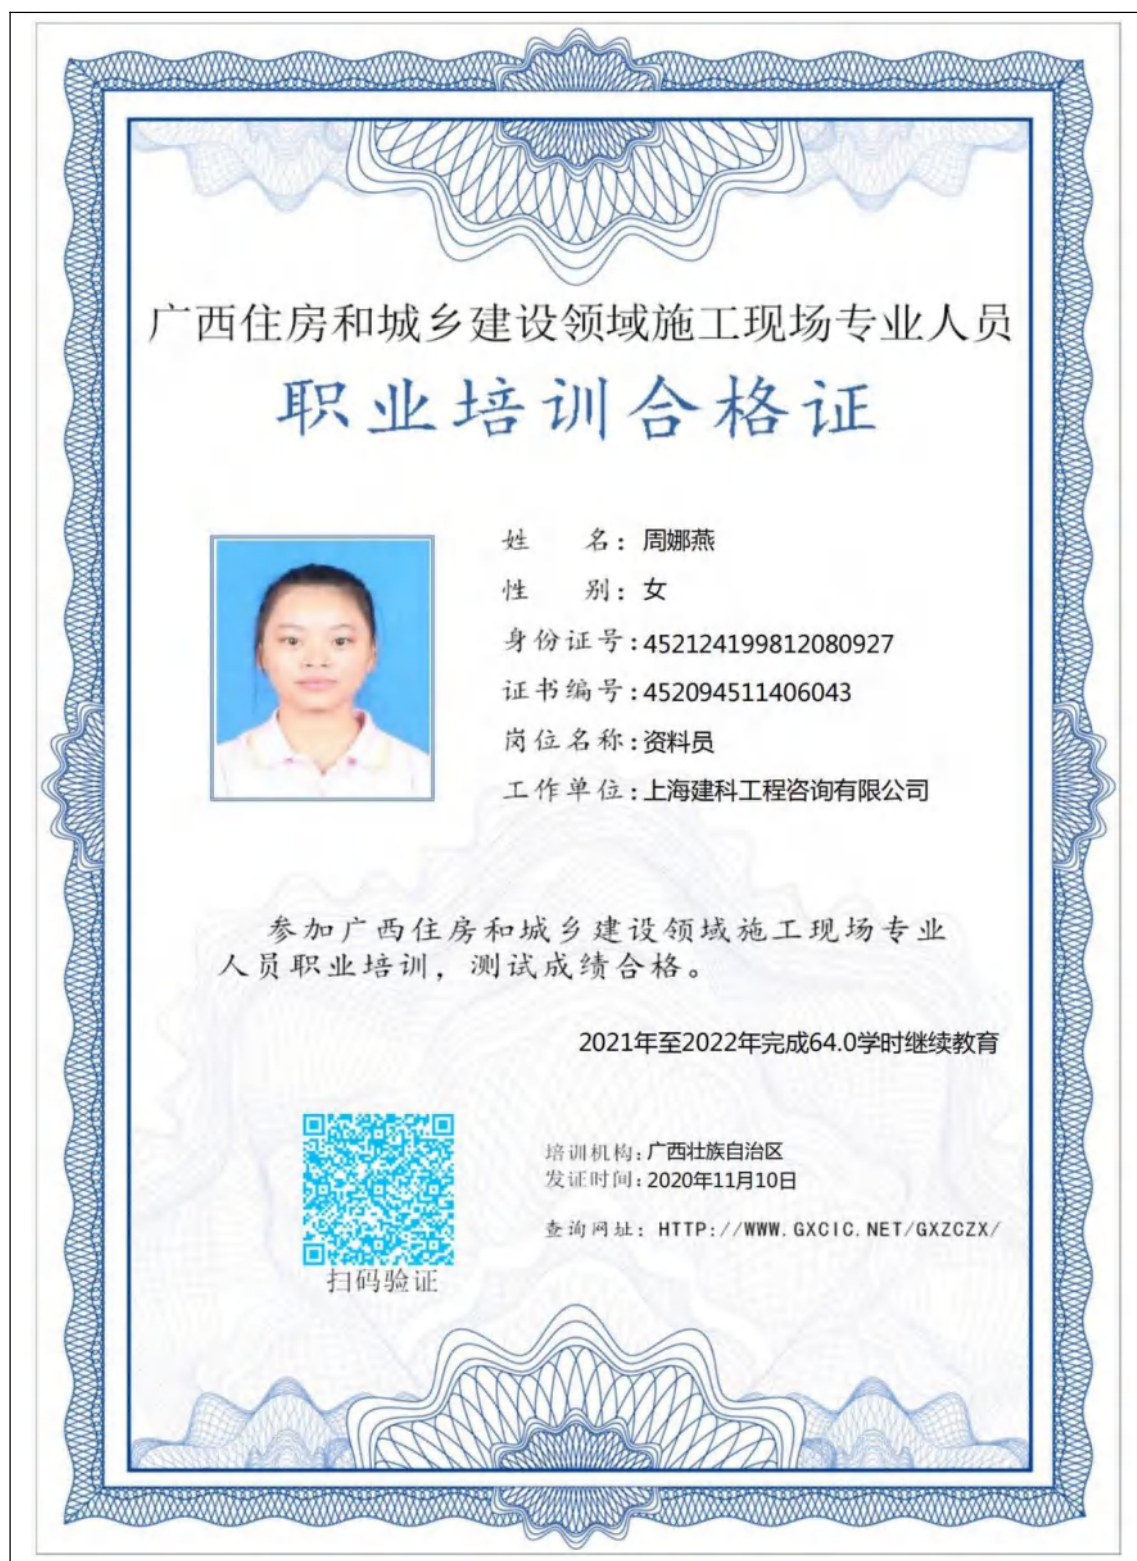 广西住房和城乡建设领域施工现场专业人员
职业培训合格证
姓 名：周娜燕
性 别：女
身份证号：452124199812080927
证书编号：452094511406043
岗位名称：资料员
工作单位：上海建科工程咨询有限公司
参加广西住房和城乡建设领域施工现场专业
人员职业培训，测试成绩合格。
2021年至2022年完成64.0学时继续教育
培训机构：广西壮族自治区
发证时间：2020年11月10日
查询网址：HTTP://WWW.GXCIC.NET/GXZCZX/
扫码验证